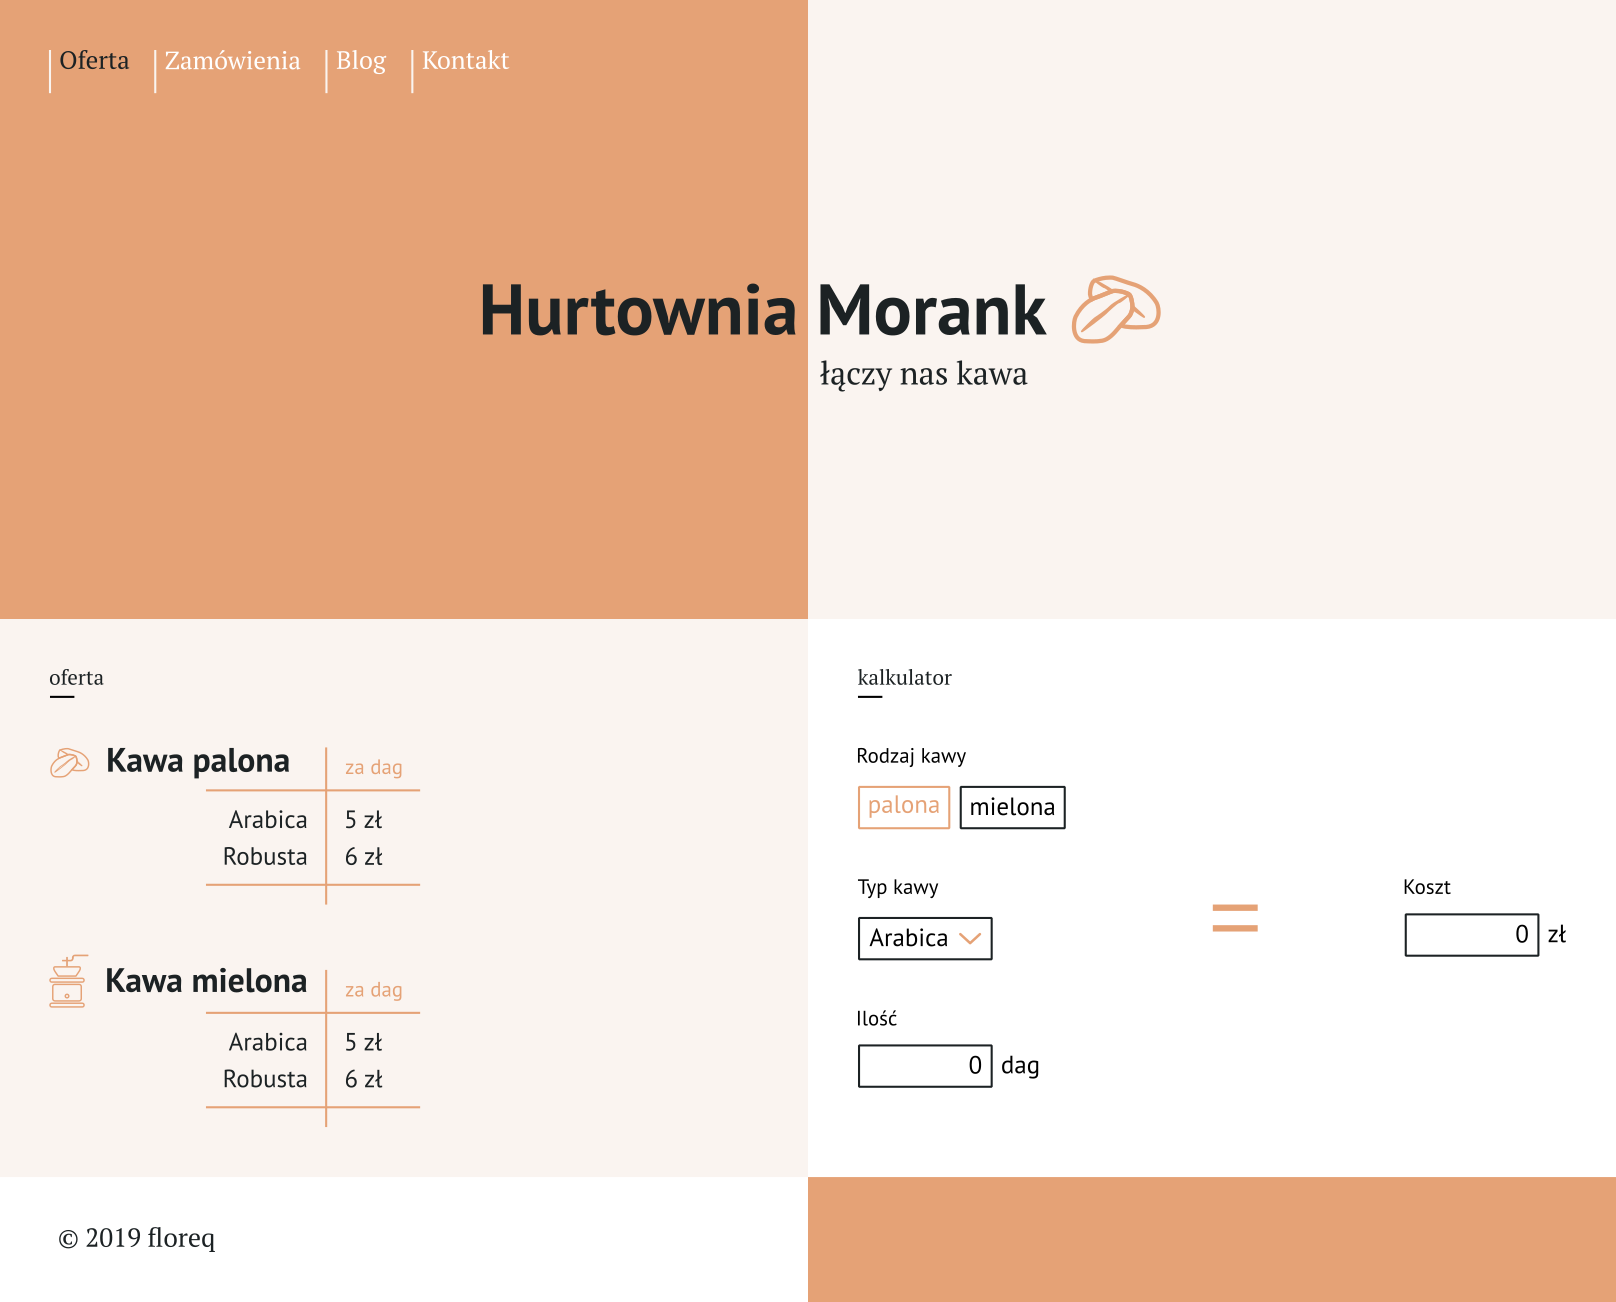 Oferta Zamówienia Blog Kontakt
Hurtownia Morank
łączy nas kawa
oferta
Kawa palona za dag
Arabica 5 zł
Robusta 6 zł
Kawa mielona za dag
Arabica 5 zł
Robusta 6 zł
kalkulator
Rodzaj kawy
palona mielona
Typ kawy
Arabica
Ilość
0 dag
=
Koszt
0 zł
© 2019 floreq